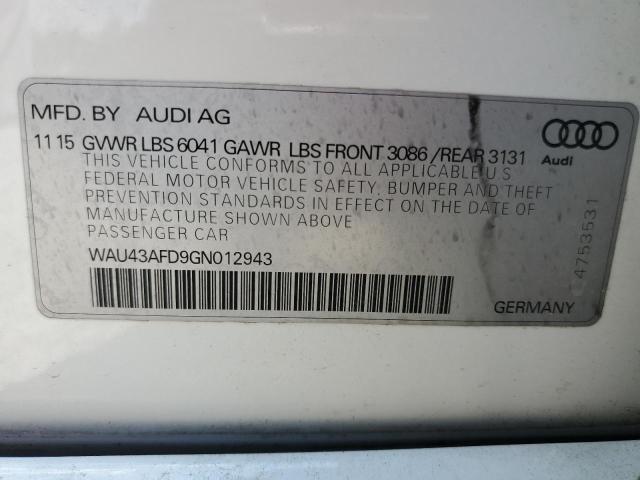 MFD. BY AUDI AG
11 15 GVWR LBS 6041 GAWR LBS FRONT 3086 / REAR 3131
THIS VEHICLE CONFORMS TO ALL APPLICABLE U S
FEDERAL MOTOR VEHICLE SAFETY, BUMPER AND THEFT
PREVENTION STANDARDS IN EFFECT ON THE DATE OF
MANUFACTURE SHOWN ABOVE
PASSENGER CAR
WAU43AFD9GN012943
Audi
4753531
GERMANY